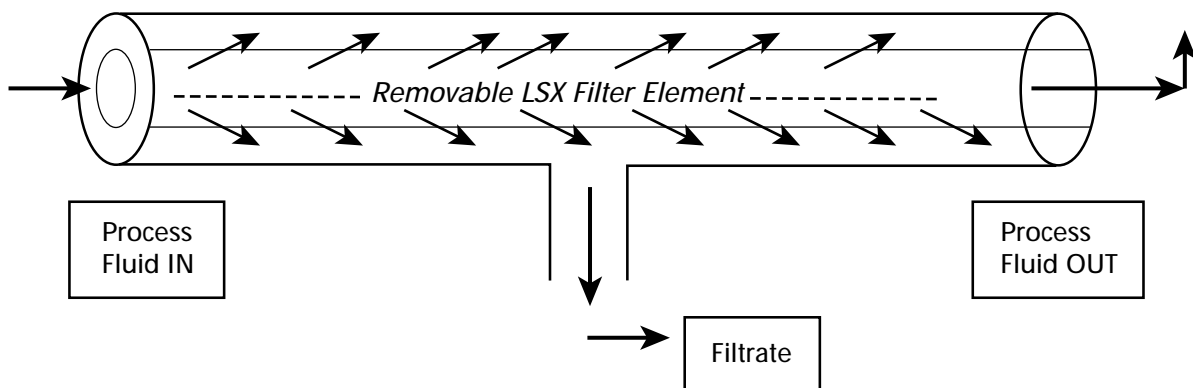 Removable LSX Filter Element
Process
Fluid IN
Process
Fluid OUT
Filtrate